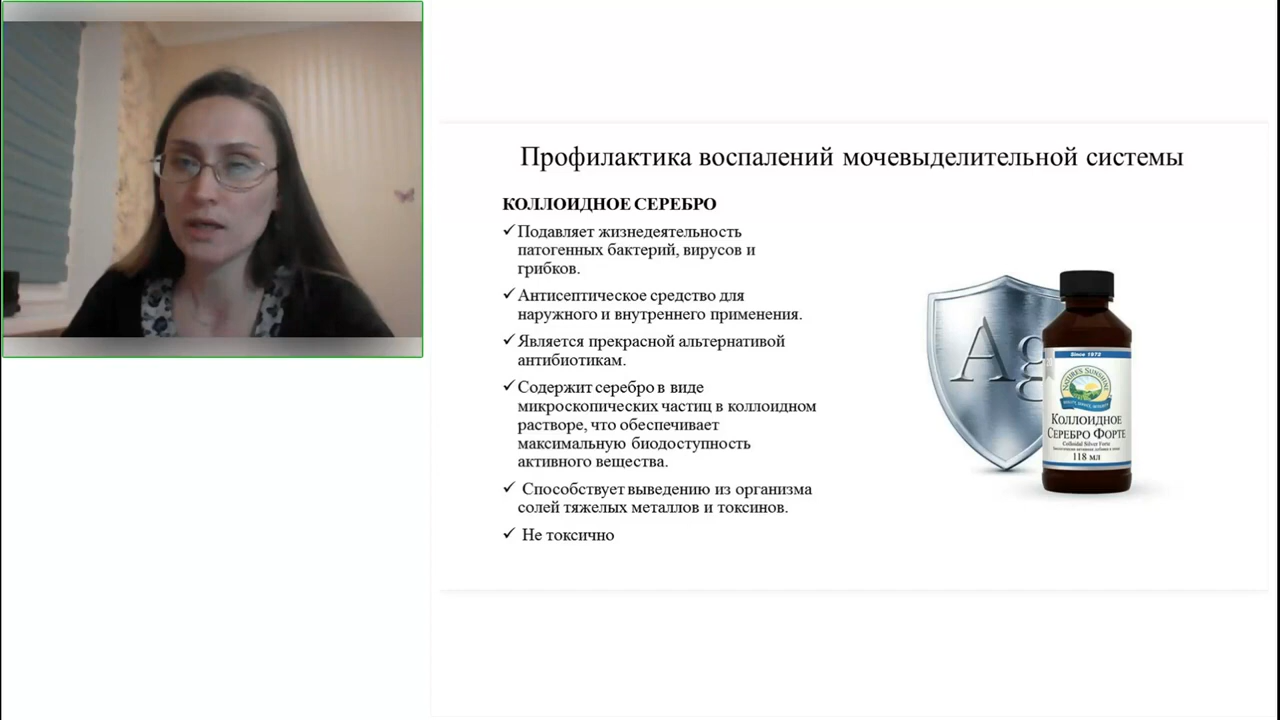 Профилактика воспалений мочевыделительной системы
КОЛЛОИДНОЕ СЕРЕБРО
✓Подавляет жизнедеятельность
патогенных бактерий, вирусов и
грибков.
✓Антисептическое средство для
наружного и внутреннего применения.
✓Является прекрасной альтернативой
антибиотикам.
✓Содержит серебро в виде
микроскопических частиц в коллоидном
растворе, что обеспечивает
максимальную биодоступность
активного вещества.
✓ Способствует выведению из организма
солей тяжелых металлов и токсинов.
✓ Не токсично
Ag
Since 1972
NATURE'S SUNSHINE
КОЛЛОИДНОЕ
СЕРЕБРО ФОРТЕ
Colloidal Silver Forte
118 мл